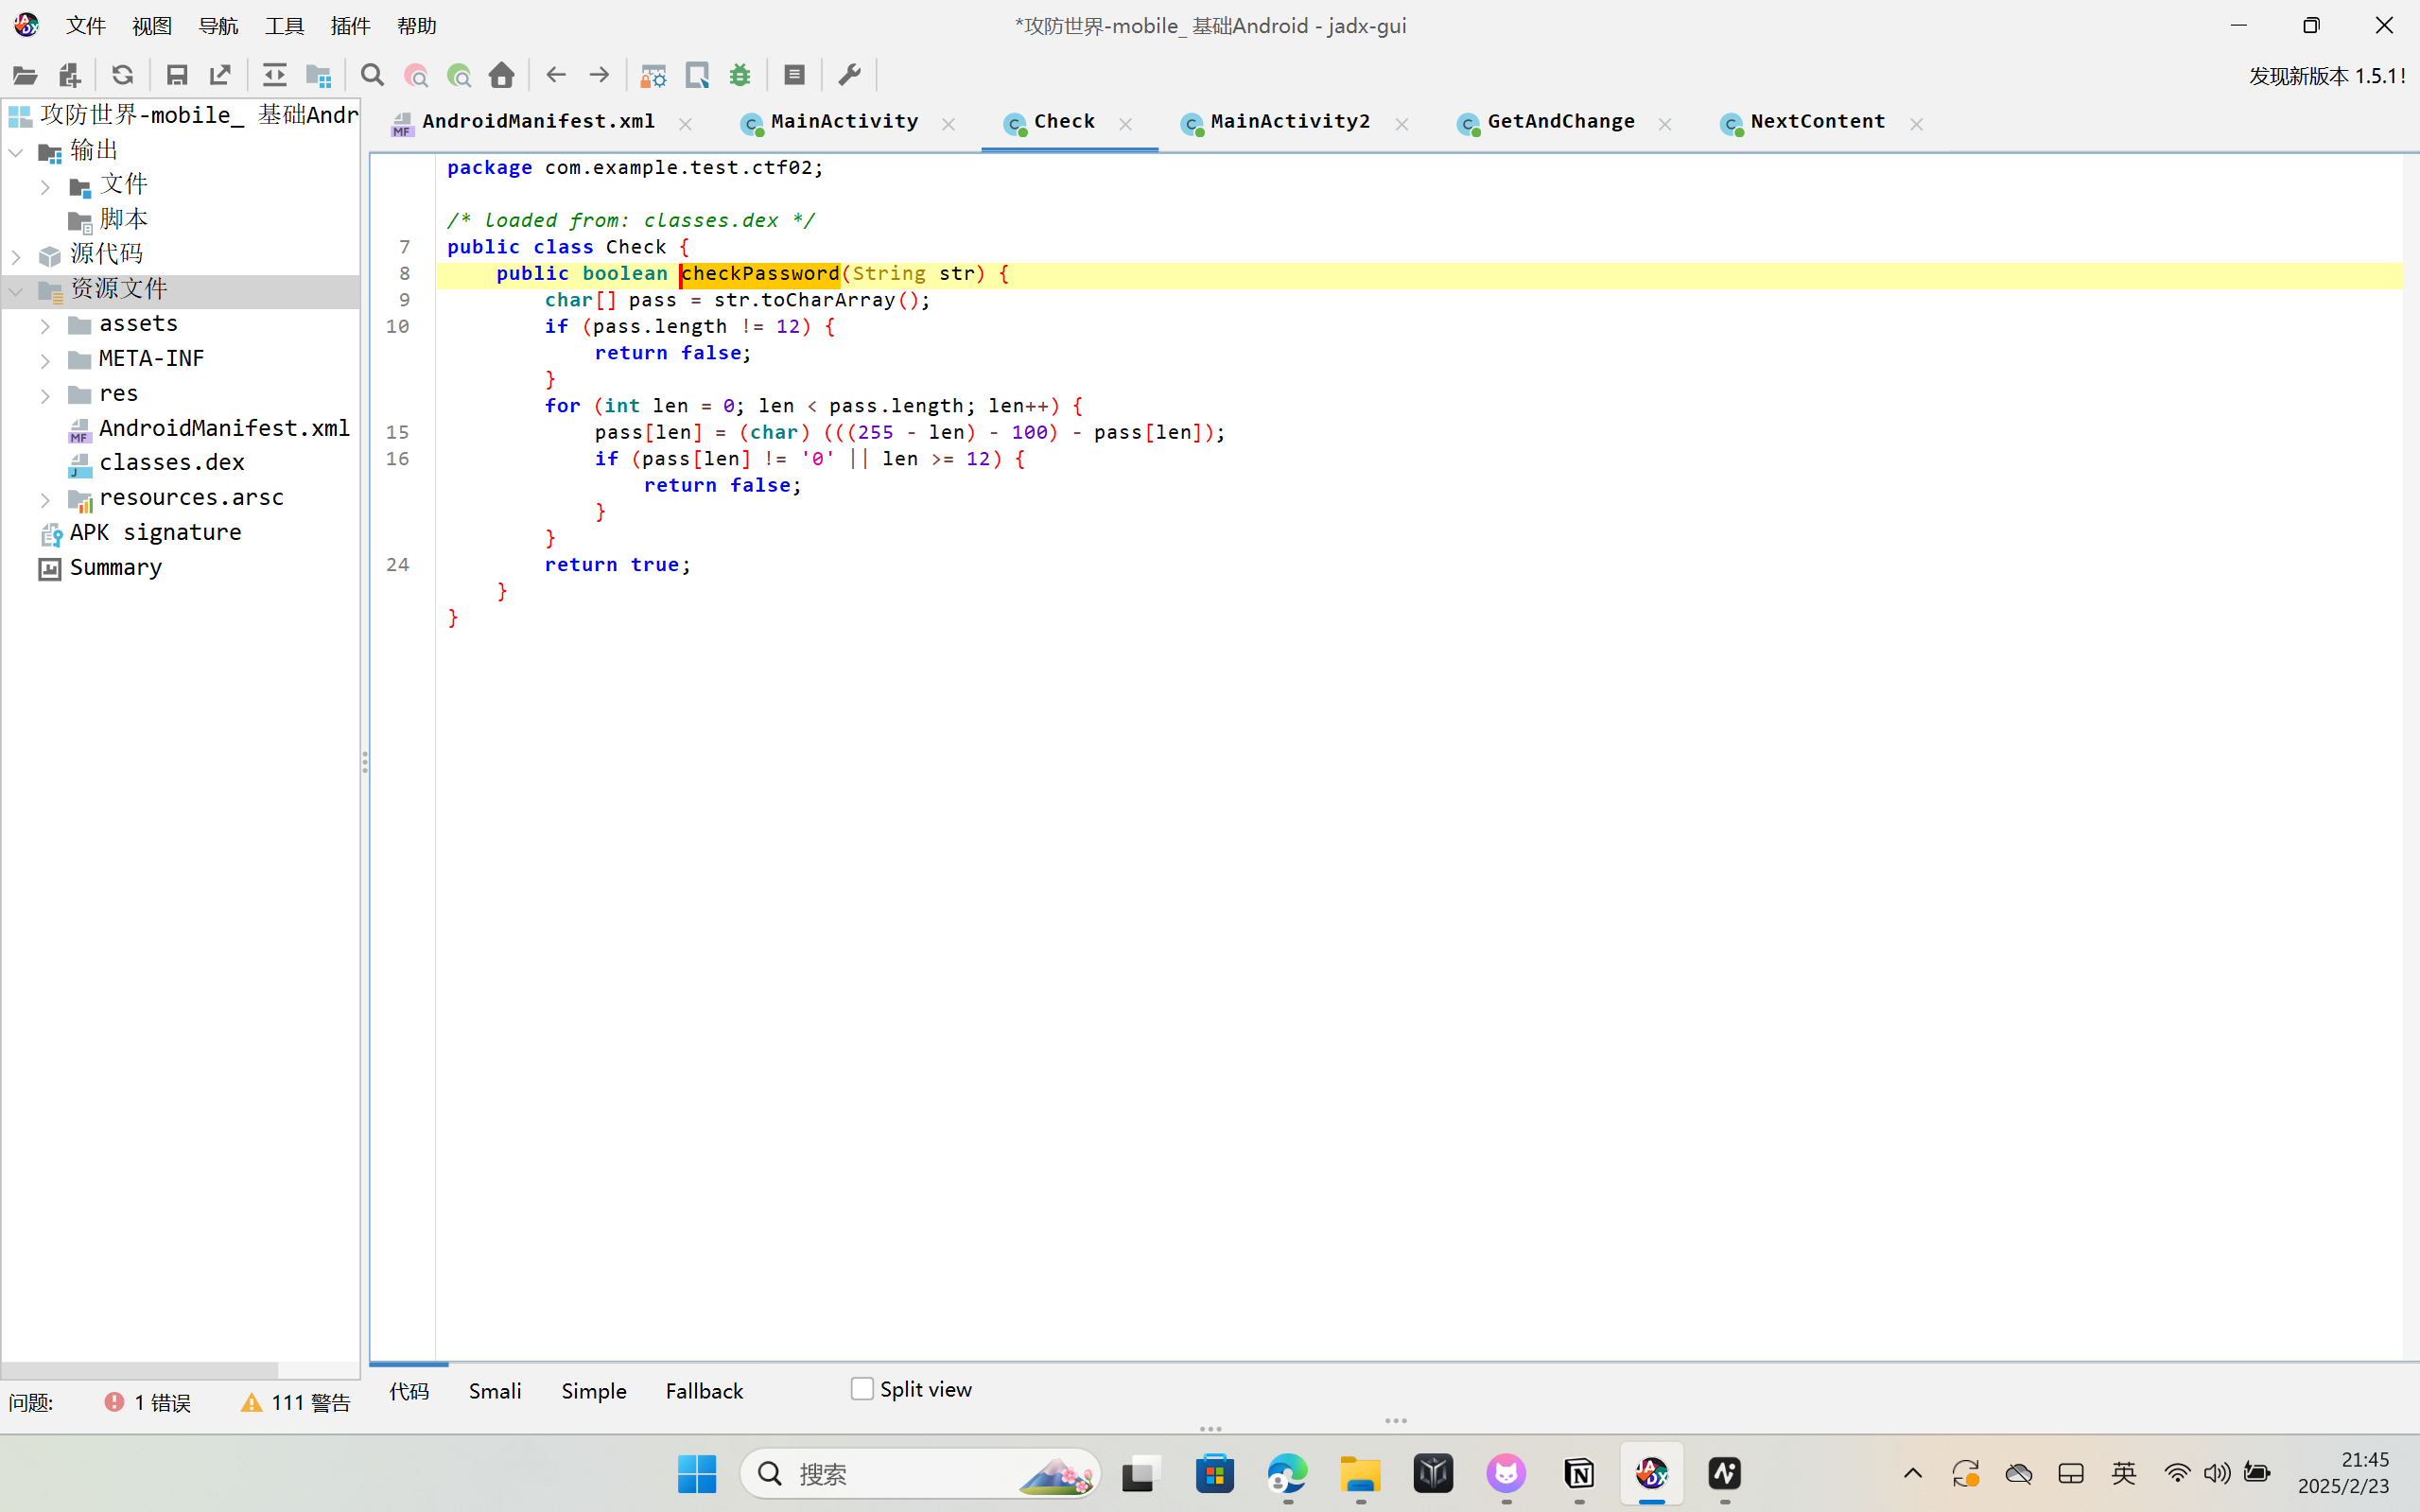 文件 视图 导航 工具 插件 帮助 *攻防世界-mobile_ 基础Android - jadx-gui
发现新版本 1.5.1!
攻防世界-mobile_ 基础Andr
输出
文件
脚本
源代码
资源文件
assets
META-INF
res
AndroidManifest.xml
classes.dex
resources.arsc
APK signature
Summary
AndroidManifest.xml MainActivity Check MainActivity2 GetAndChange NextContent
package com.example.test.ctf02;
/* loaded from: classes.dex */
7 public class Check {
8 public boolean checkPassword(String str) {
9 char[] pass = str.toCharArray();
10 if (pass.length != 12) {
return false;
}
for (int len = 0; len < pass.length; len++) {
15 pass[len] = (char) (((255 - len) - 100) - pass[len]);
16 if (pass[len] != '0' || len >= 12) {
return false;
}
}
24 return true;
}
}
问题: 1 错误 111 警告
代码 Smali Simple Fallback Split view
搜索
英
21:45
2025/2/23